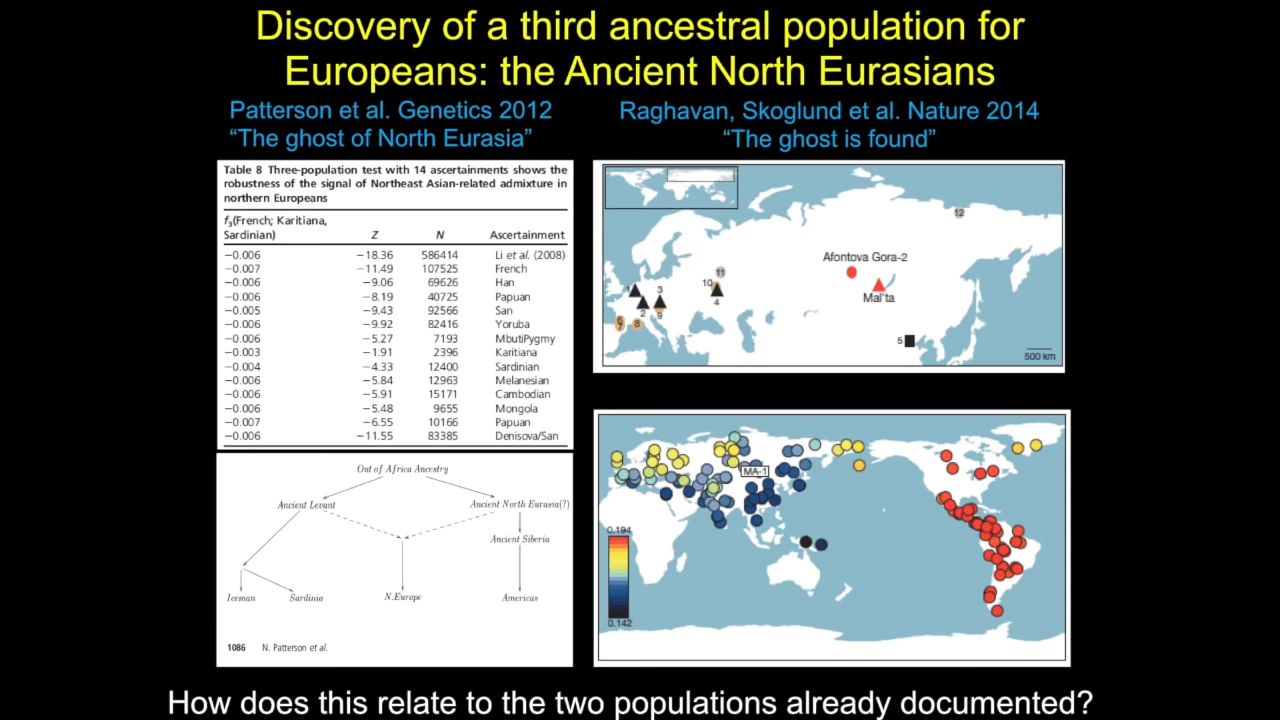 Discovery of a third ancestral population for
Europeans: the Ancient North Eurasians
Patterson et al. Genetics 2012
“The ghost of North Eurasia”
Table 8 Three-population test with 14 ascertainments shows the
robustness of the signal of Northeast Asian-related admixture in
northern Europeans
f3(French; Karitiana,
Sardinian) Z N Ascertainment
−0.006 −18.36 586414 Li et al. (2008)
−0.007 −11.49 107525 French
−0.006 −9.06 69626 Han
−0.006 −8.19 40725 Papuan
−0.005 −9.43 92566 San
−0.006 −9.92 82416 Yoruba
−0.006 −5.27 7193 MbutiPygmy
−0.003 −1.91 2396 Karitiana
−0.004 −4.33 12400 Sardinian
−0.006 −5.84 12963 Melanesian
−0.006 −5.91 15171 Cambodian
−0.006 −5.48 9655 Mongola
−0.007 −6.55 10166 Papuan
−0.006 −11.55 83385 Denisova/San
Out of Africa Ancestry
Ancient Levant Ancient North Eurasia(?)
Ancient Siberia
Iceman Sardinia N.Europe Americas
1086 N. Patterson et al.
Raghavan, Skoglund et al. Nature 2014
“The ghost is found”
12
Afontova Gora-2
11
10
1 3
Mal'ta
4
2 9
6
7 8
5
500 km
MA-1
0.194
0.142
How does this relate to the two populations already documented?